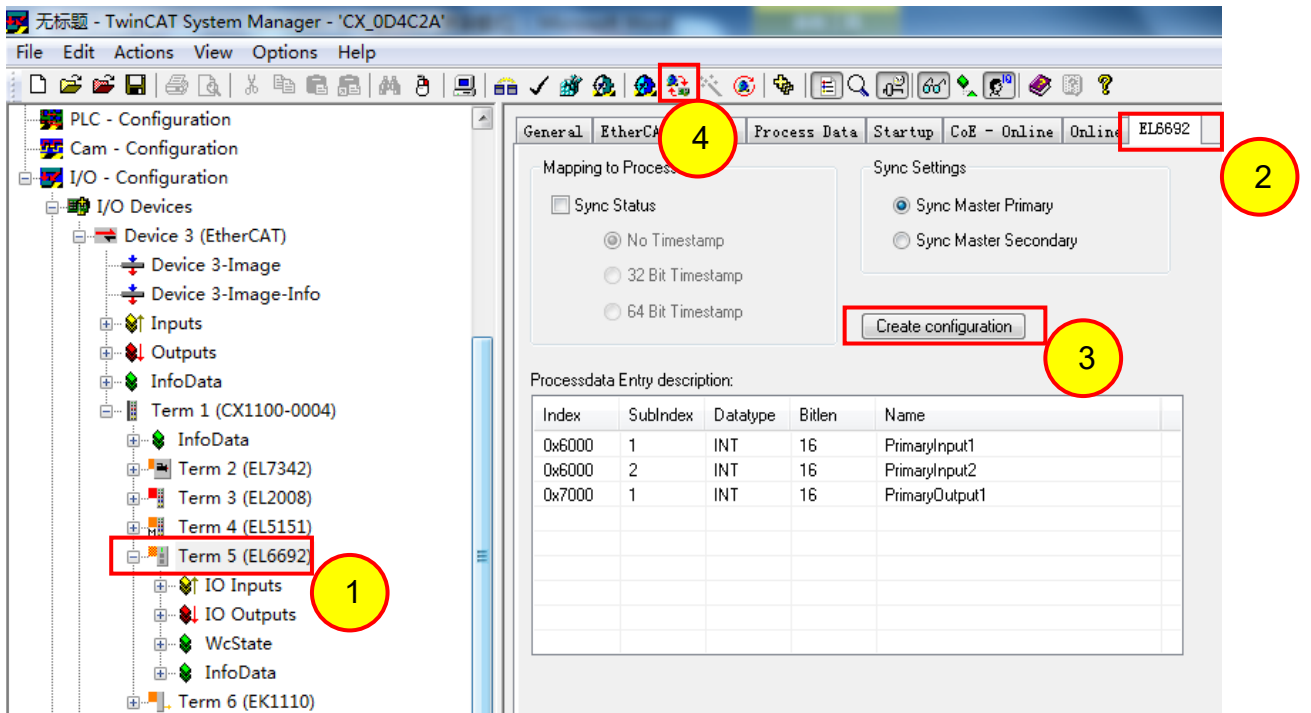 无标题 - TwinCAT System Manager - 'CX_0D4C2A'
File Edit Actions View Options Help
4
PLC - Configuration
Cam - Configuration
I/O - Configuration
I/O Devices
Device 3 (EtherCAT)
Device 3-Image
Device 3-Image-Info
Inputs
Outputs
InfoData
Term 1 (CX1100-0004)
InfoData
Term 2 (EL7342)
Term 3 (EL2008)
Term 4 (EL5151)
Term 5 (EL6692)
1
IO Inputs
IO Outputs
WcState
InfoData
Term 6 (EK1110)
General EtherCA Process Data Startup CoE - Online Online EL6692
2
Mapping to Process
Sync Status
No Timestamp
32 Bit Timestamp
64 Bit Timestamp
Sync Settings
Sync Master Primary
Sync Master Secondary
Create configuration
3
Processdata Entry description:
Index SubIndex Datatype Bitlen Name
0x6000 1 INT 16 PrimaryInput1
0x6000 2 INT 16 PrimaryInput2
0x7000 1 INT 16 PrimaryOutput1